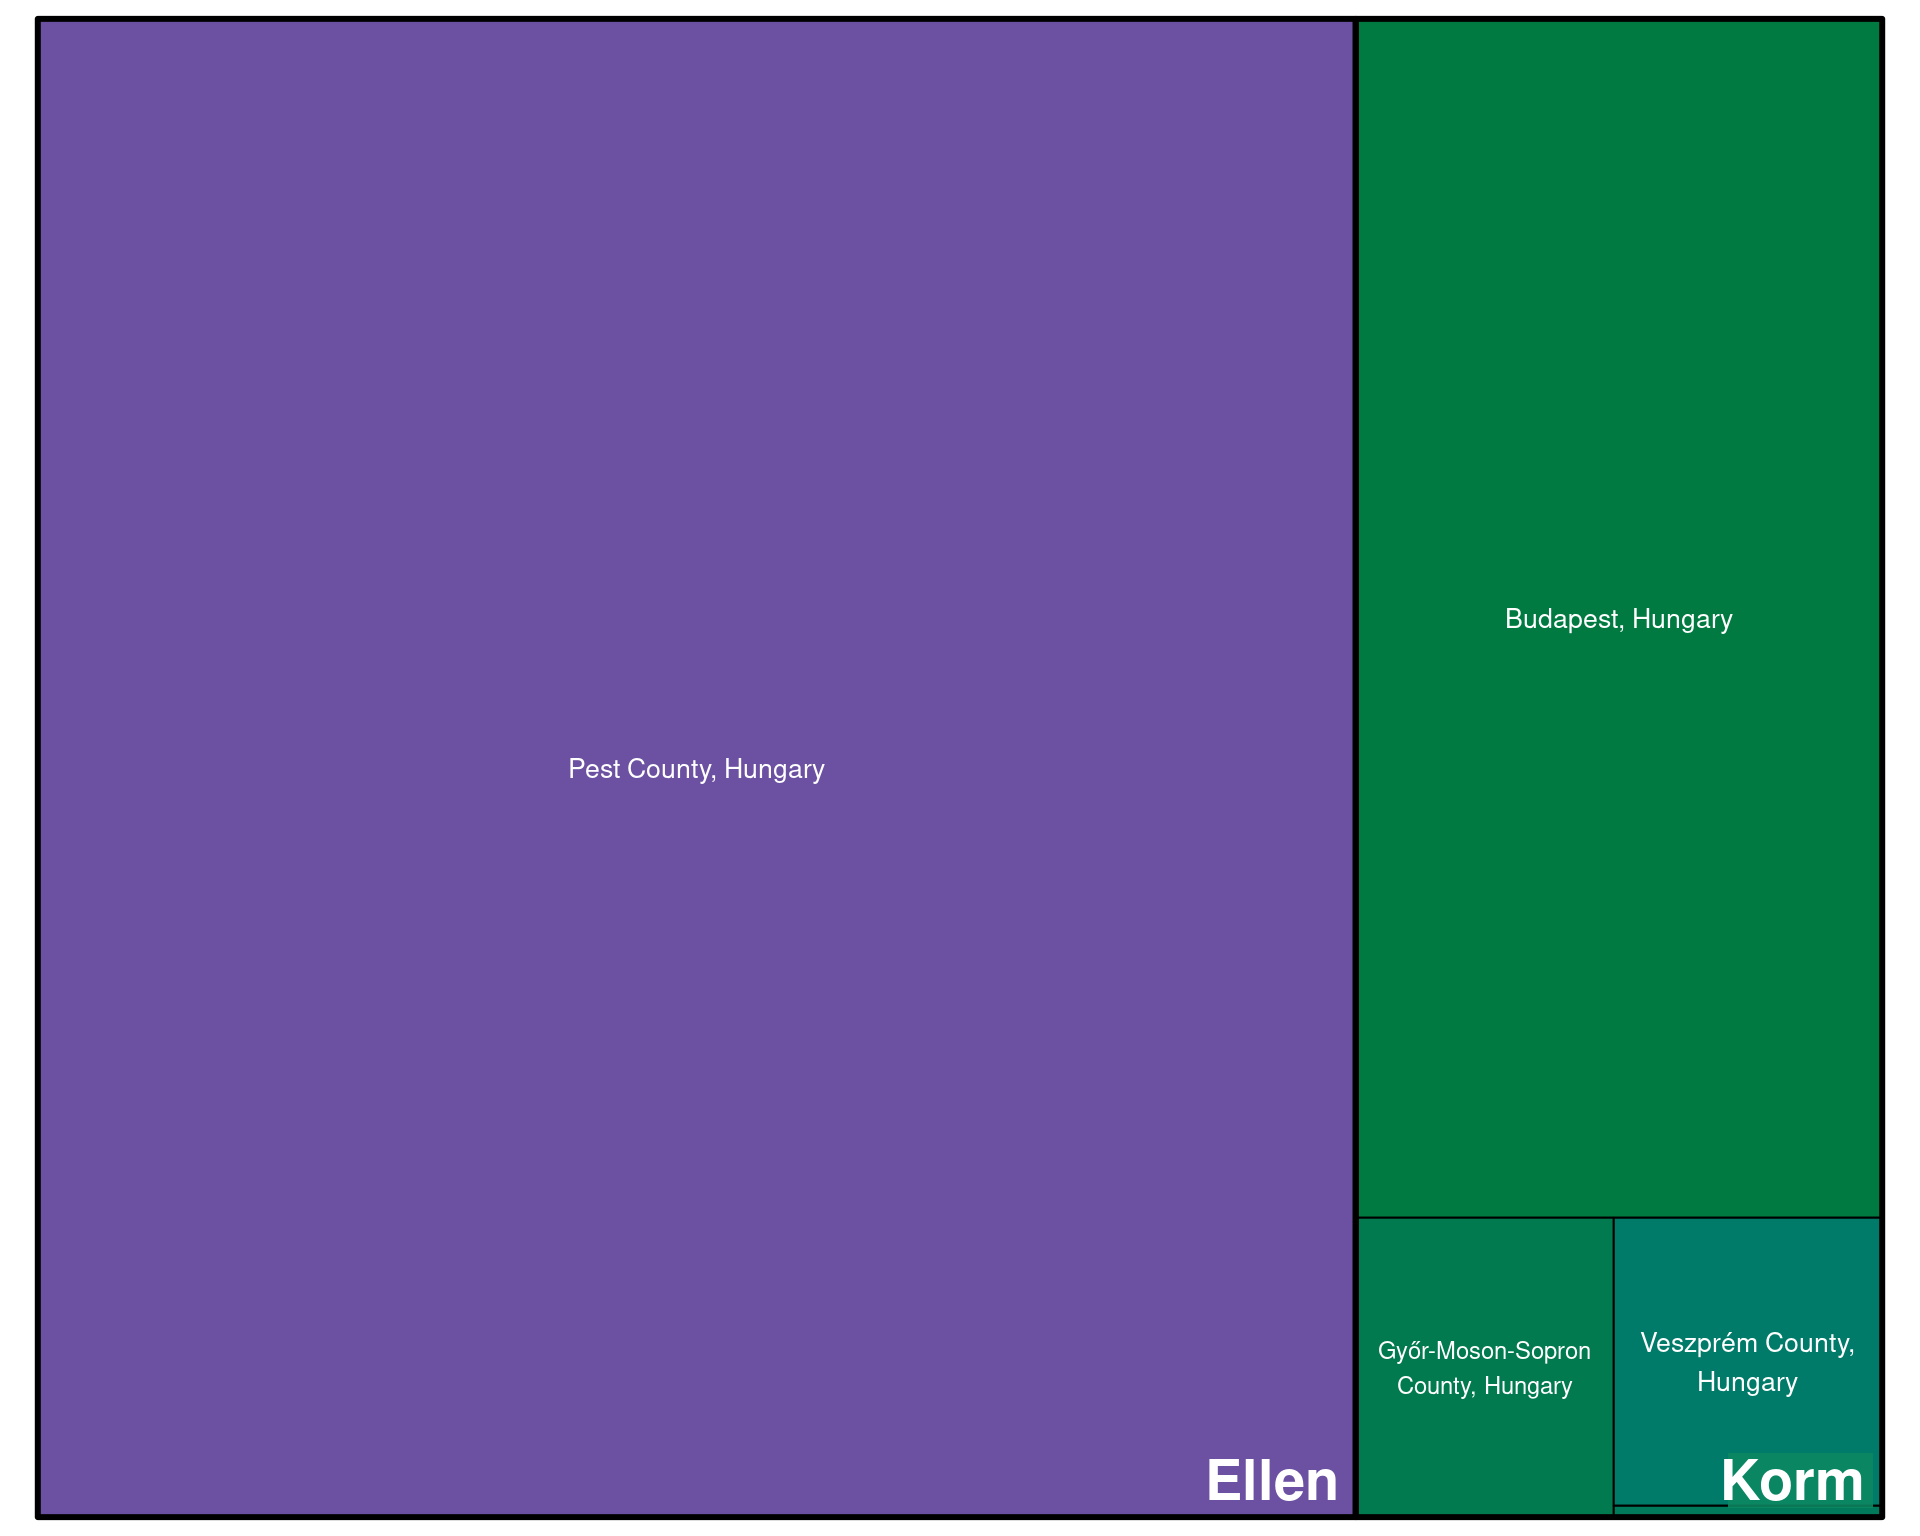 Budapest, Hungary
Pest County, Hungary
Győr-Moson-Sopron
County, Hungary
Veszprém County,
Hungary
Ellen
Korm